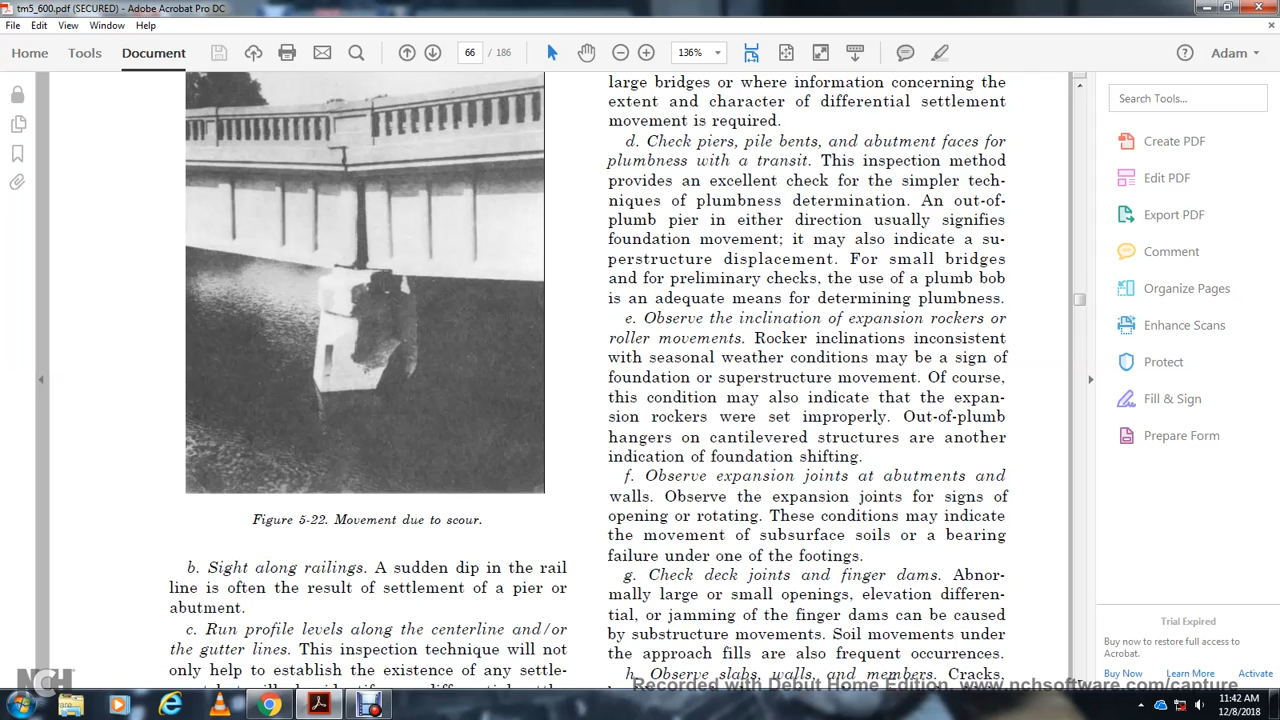 tm5_600.pdf (SECURED) - Adobe Acrobat Pro DC
File Edit View Window Help
Home Tools Document 66 / 186 136% Adam
large bridges or where information concerning the
extent and character of differential settlement
movement is required.
d. Check piers, pile bents, and abutment faces for
plumbness with a transit. This inspection method
provides an excellent check for the simpler tech-
niques of plumbness determination. An out-of-
plumb pier in either direction usually signifies
foundation movement; it may also indicate a su-
perstructure displacement. For small bridges
and for preliminary checks, the use of a plumb bob
is an adequate means for determining plumbness.
e. Observe the inclination of expansion rockers or
roller movements. Rocker inclinations inconsistent
with seasonal weather conditions may be a sign of
foundation or superstructure movement. Of course,
this condition may also indicate that the expan-
sion rockers were set improperly. Out-of-plumb
hangers on cantilevered structures are another
indication of foundation shifting.
f. Observe expansion joints at abutments and
walls. Observe the expansion joints for signs of
opening or rotating. These conditions may indicate
the movement of subsurface soils or a bearing
failure under one of the footings.
g. Check deck joints and finger dams. Abnor-
mally large or small openings, elevation differen-
tial, or jamming of the finger dams can be caused
by substructure movements. Soil movements under
the approach fills are also frequent occurrences.
h. Observe slabs, walls, and members. Cracks,
Figure 5-22. Movement due to scour.
b. Sight along railings. A sudden dip in the rail
line is often the result of settlement of a pier or
abutment.
c. Run profile levels along the centerline and/or
the gutter lines. This inspection technique will not
only help to establish the existence of any settle-
Search Tools...
Create PDF
Edit PDF
Export PDF
Comment
Organize Pages
Enhance Scans
Protect
Fill & Sign
Prepare Form
Trial Expired
Buy now to restore full access to
Acrobat.
Buy Now Learn More Activate
NCH
Recorded with Debut Home Edition. www.nchsoftware.com/capture
11:42 AM
12/8/2018